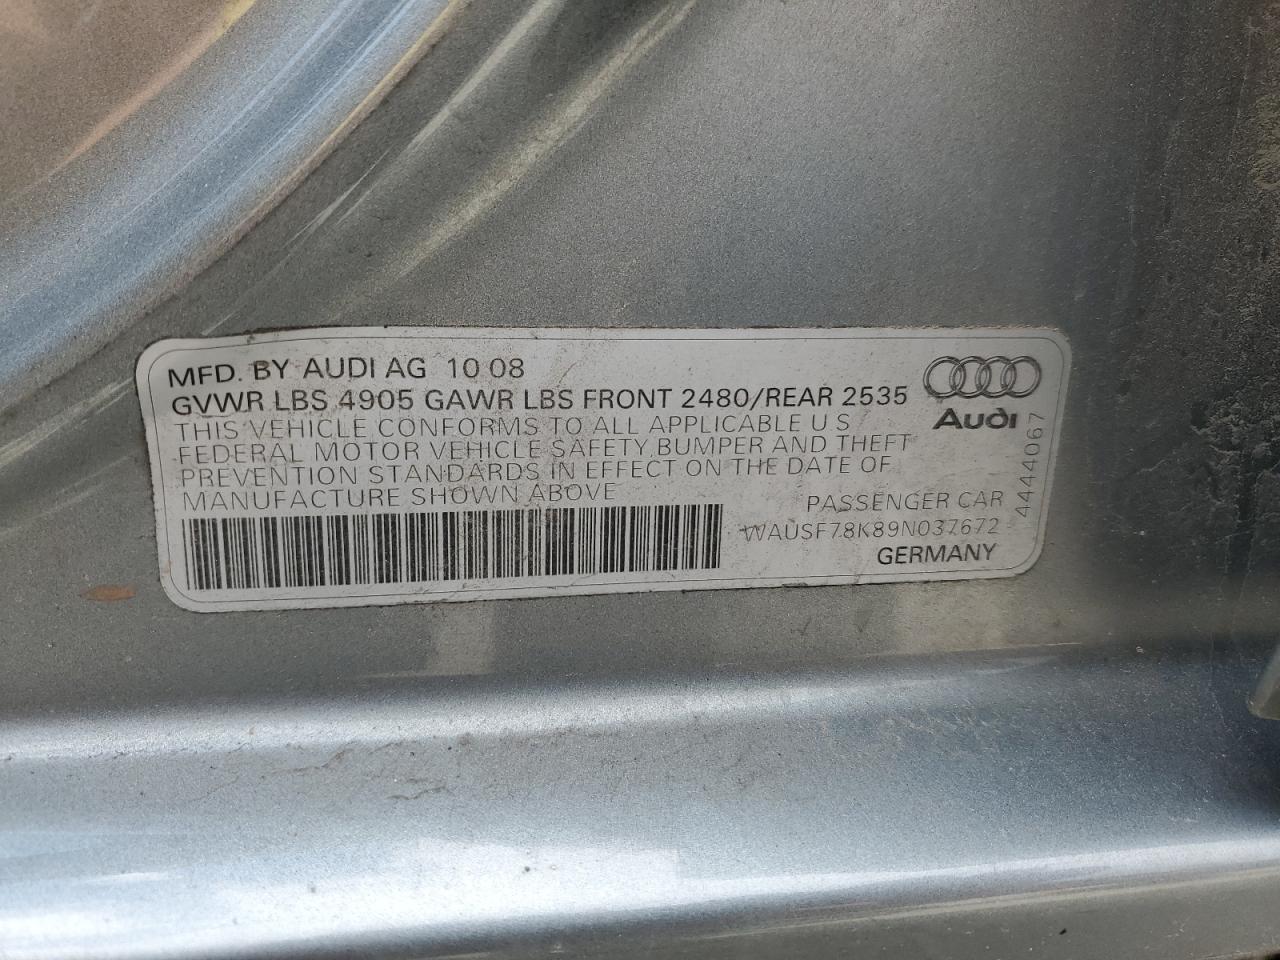 MFD. BY AUDI AG 10 08
GVWR LBS 4905 GAWR LBS FRONT 2480/REAR 2535
THIS VEHICLE CONFORMS TO ALL APPLICABLE U S
FEDERAL MOTOR VEHICLE SAFETY BUMPER AND THEFT
PREVENTION STANDARDS IN EFFECT ON THE DATE OF
MANUFACTURE SHOWN ABOVE
PASSENGER CAR
WAUSF78K89N037672
GERMANY
Audi
4444067